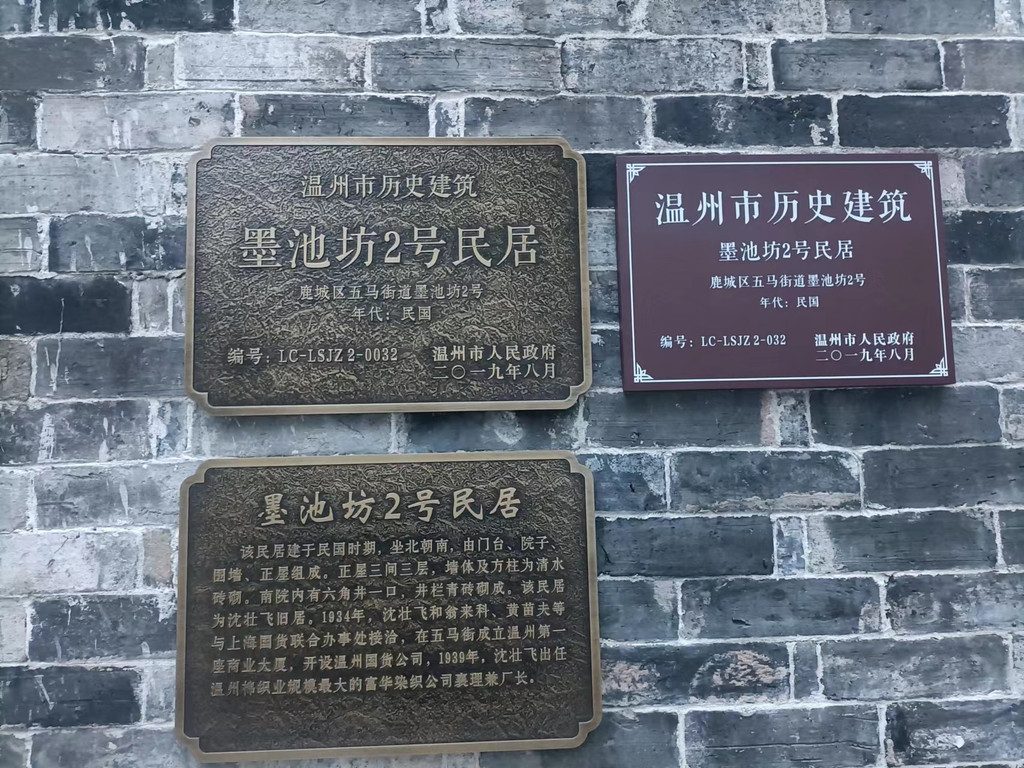 温州市历史建筑
墨池坊2号民居
鹿城区五马街道墨池坊2号
年代：民国
编号：LC-LSJZ 2-0032
温州市人民政府
二〇一九年八月
温州市历史建筑
墨池坊2号民居
鹿城区五马街道墨池坊2号
年代：民国
编号：LC-LSJZ 2-032
温州市人民政府
二〇一九年八月
墨池坊2号民居
该民居建于民国时期，坐北朝南，由门台、院子、
围墙、正屋组成。正屋三间三层，墙体及方柱为清水
砖砌。南院内有六角井一口，井栏青砖砌成。该民居
为沈壮飞旧居。1934年，沈壮飞和翁来科、黄苗夫等
与上海国货联合办事处接洽，在五马街成立温州第一
座商业大厦，开设温州国货公司，1939年，沈壮飞出任
温州棉织业规模最大的富华染织公司襄理兼厂长。